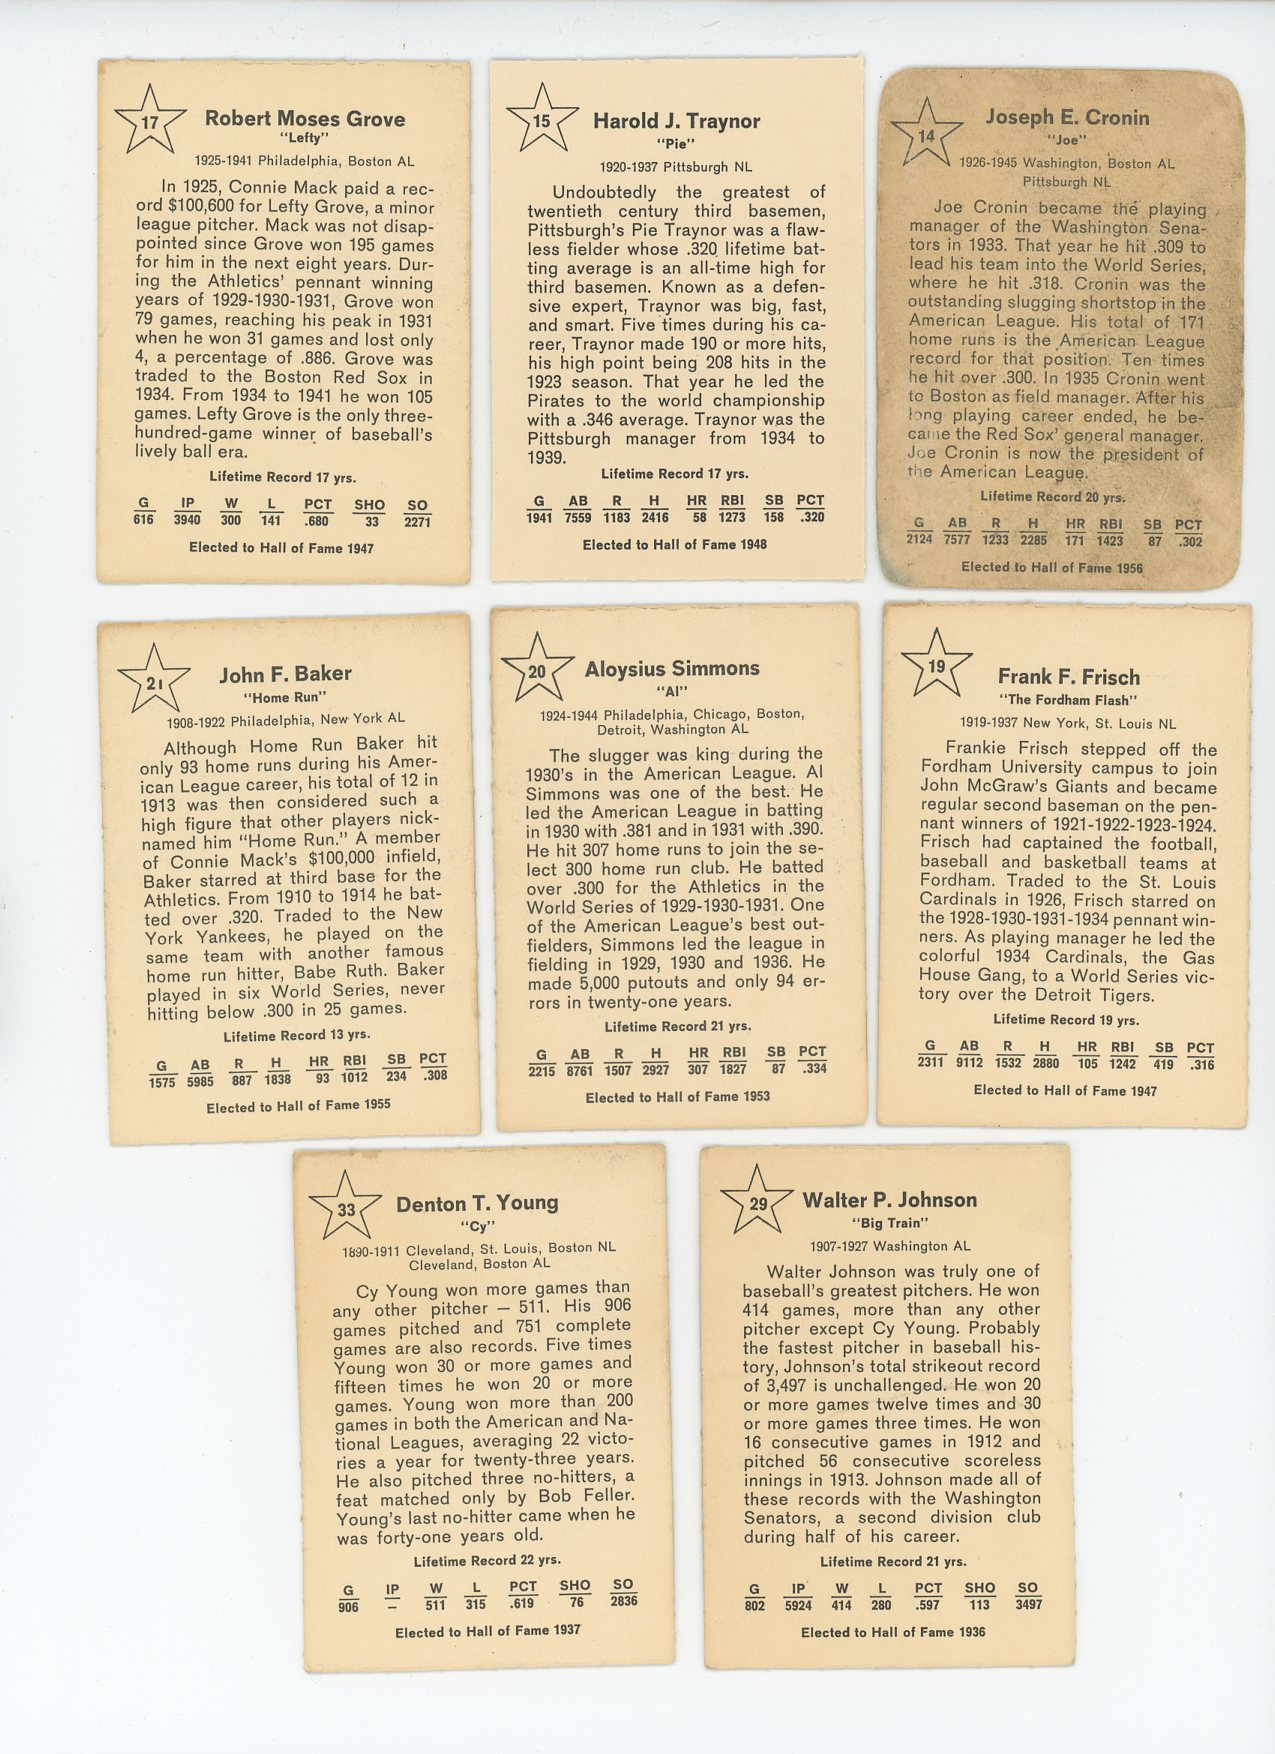 17
Robert Moses Grove
"Lefty"
1925-1941 Philadelphia, Boston AL
In 1925, Connie Mack paid a rec-
ord $100,600 for Lefty Grove, a minor
league pitcher. Mack was not disap-
pointed since Grove won 195 games
for him in the next eight years. Dur-
ing the Athletics' pennant winning
years of 1929-1930-1931, Grove won
79 games, reaching his peak in 1931
when he won 31 games and lost only
4, a percentage of .886. Grove was
traded to the Boston Red Sox in
1934. From 1934 to 1941 he won 105
games. Lefty Grove is the only three-
hundred-game winner of baseball's
lively ball era.
Lifetime Record 17 yrs.
G IP W L PCT SHO SO
616 3940 300 141 .680 33 2271
Elected to Hall of Fame 1947
15
Harold J. Traynor
"Pie"
1920-1937 Pittsburgh NL
Undoubtedly the greatest of
twentieth century third basemen,
Pittsburgh's Pie Traynor was a flaw-
less fielder whose .320 lifetime bat-
ting average is an all-time high for
third basemen. Known as a defen-
sive expert, Traynor was big, fast,
and smart. Five times during his ca-
reer, Traynor made 190 or more hits,
his high point being 208 hits in the
1923 season. That year he led the
Pirates to the world championship
with a .346 average. Traynor was the
Pittsburgh manager from 1934 to
1939.
Lifetime Record 17 yrs.
G AB R H HR RBI SB PCT
1941 7559 1183 2416 58 1273 158 .320
Elected to Hall of Fame 1948
14
Joseph E. Cronin
"Joe"
1926-1945 Washington, Boston AL
Pittsburgh NL
Joe Cronin became the playing
manager of the Washington Sena-
tors in 1933. That year he hit .309 to
lead his team into the World Series,
where he hit .318. Cronin was the
outstanding slugging shortstop in the
American League. His total of 171
home runs is the American League
record for that position. Ten times
he hit over .300. In 1935 Cronin went
to Boston as field manager. After his
long playing career ended, he be-
came the Red Sox' general manager.
Joe Cronin is now the president of
the American League.
Lifetime Record 20 yrs.
G AB R H HR RBI SB PCT
2124 7577 1233 2285 171 1423 87 .302
Elected to Hall of Fame 1956
21
John F. Baker
"Home Run"
1908-1922 Philadelphia, New York AL
Although Home Run Baker hit
only 93 home runs during his Amer-
ican League career, his total of 12 in
1913 was then considered such a
high figure that other players nick-
named him "Home Run." A member
of Connie Mack's $100,000 infield,
Baker starred at third base for the
Athletics. From 1910 to 1914 he bat-
ted over .320. Traded to the New
York Yankees, he played on the
same team with another famous
home run hitter, Babe Ruth. Baker
played in six World Series, never
hitting below .300 in 25 games.
Lifetime Record 13 yrs.
G AB R H HR RBI SB PCT
1575 5985 887 1838 93 1012 234 .308
Elected to Hall of Fame 1955
20
Aloysius Simmons
"Al"
1924-1944 Philadelphia, Chicago, Boston,
Detroit, Washington AL
The slugger was king during the
1930's in the American League. Al
Simmons was one of the best. He
led the American League in batting
in 1930 with .381 and in 1931 with .390.
He hit 307 home runs to join the se-
lect 300 home run club. He batted
over .300 for the Athletics in the
World Series of 1929-1930-1931. One
of the American League's best out-
fielders, Simmons led the league in
fielding in 1929, 1930 and 1936. He
made 5,000 putouts and only 94 er-
rors in twenty-one years.
Lifetime Record 21 yrs.
G AB R H HR RBI SB PCT
2215 8761 1507 2927 307 1827 87 .334
Elected to Hall of Fame 1953
19
Frank F. Frisch
"The Fordham Flash"
1919-1937 New York, St. Louis NL
Frankie Frisch stepped off the
Fordham University campus to join
John McGraw's Giants and became
regular second baseman on the pen-
nant winners of 1921-1922-1923-1924.
Frisch had captained the football,
baseball and basketball teams at
Fordham. Traded to the St. Louis
Cardinals in 1926, Frisch starred on
the 1928-1930-1931-1934 pennant win-
ners. As playing manager he led the
colorful 1934 Cardinals, the Gas
House Gang, to a World Series vic-
tory over the Detroit Tigers.
Lifetime Record 19 yrs.
G AB R H HR RBI SB PCT
2311 9112 1532 2880 105 1242 419 .316
Elected to Hall of Fame 1947
33
Denton T. Young
"Cy"
1890-1911 Cleveland, St. Louis, Boston NL
Cleveland, Boston AL
Cy Young won more games than
any other pitcher — 511. His 906
games pitched and 751 complete
games are also records. Five times
Young won 30 or more games and
fifteen times he won 20 or more
games. Young won more than 200
games in both the American and Na-
tional Leagues, averaging 22 victo-
ries a year for twenty-three years.
He also pitched three no-hitters, a
feat matched only by Bob Feller.
Young's last no-hitter came when he
was forty-one years old.
Lifetime Record 22 yrs.
G IP W L PCT SHO SO
906 — 511 315 .619 76 2836
Elected to Hall of Fame 1937
29
Walter P. Johnson
"Big Train"
1907-1927 Washington AL
Walter Johnson was truly one of
baseball's greatest pitchers. He won
414 games, more than any other
pitcher except Cy Young. Probably
the fastest pitcher in baseball his-
tory, Johnson's total strikeout record
of 3,497 is unchallenged. He won 20
or more games twelve times and 30
or more games three times. He won
16 consecutive games in 1912 and
pitched 56 consecutive scoreless
innings in 1913. Johnson made all of
these records with the Washington
Senators, a second division club
during half of his career.
Lifetime Record 21 yrs.
G IP W L PCT SHO SO
802 5924 414 280 .597 113 3497
Elected to Hall of Fame 1936